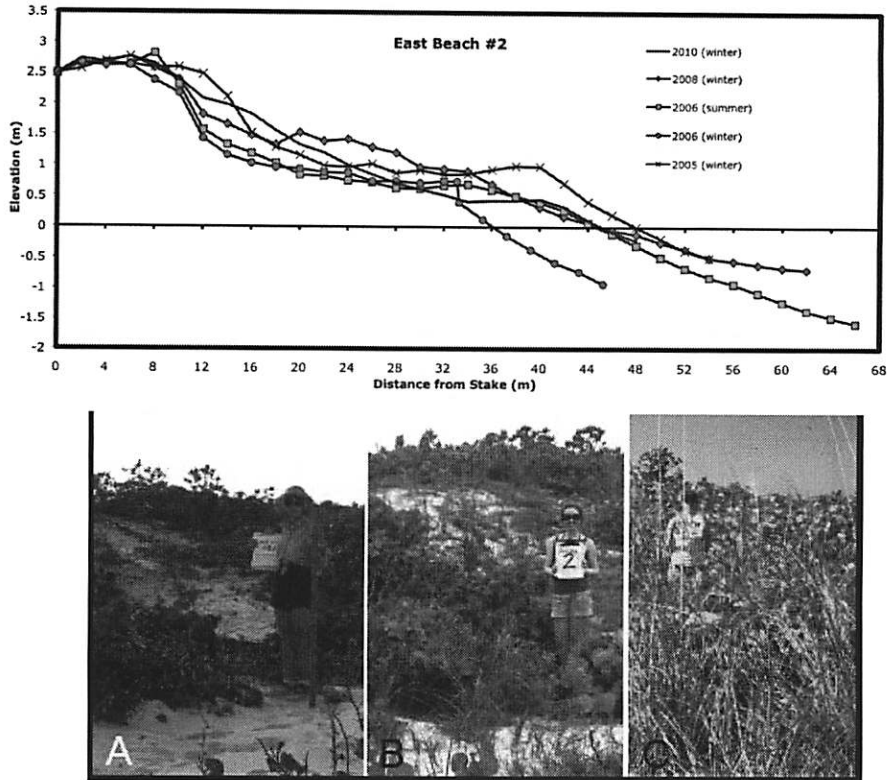 East Beach #2
2010 (winter)
2008 (winter)
2006 (summer)
2006 (winter)
2005 (winter)
Elevation (m)
3.5
3
2.5
2
1.5
1
0.5
0
-0.5
-1
-1.5
-2
0 4 8 12 16 20 24 28 32 36 40 44 48 52 56 60 64 68
Distance from Stake (m)
2
A B C